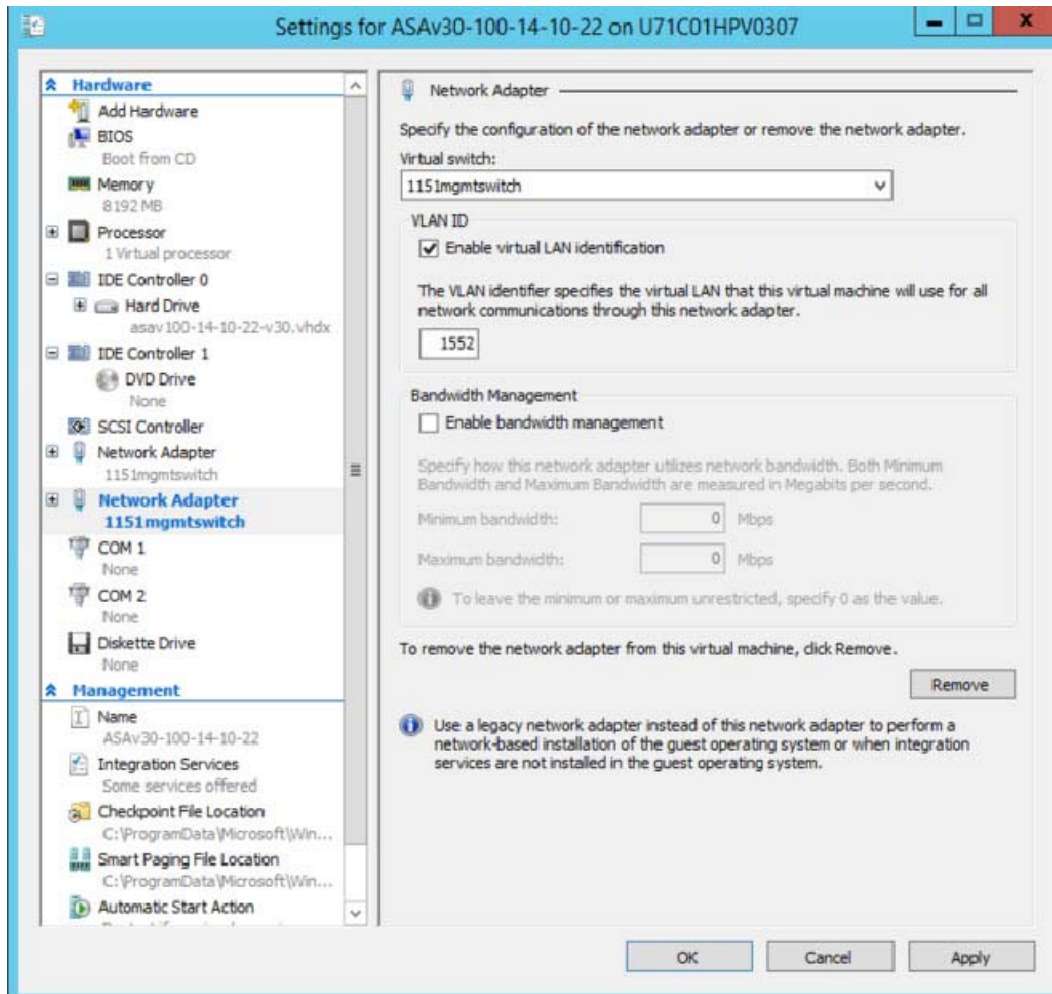 Settings for ASAv30-100-14-10-22 on U71C01HPV0307
Hardware
Add Hardware
BIOS
Boot from CD
Memory
8192 MB
Processor
1 Virtual processor
IDE Controller 0
Hard Drive
asav100-14-10-22-v30.vhdx
IDE Controller 1
DVD Drive
None
SCSI Controller
Network Adapter
1151mgmtswitch
Network Adapter
1151mgmtswitch
COM 1
None
COM 2
None
Diskette Drive
None
Management
Name
ASAv30-100-14-10-22
Integration Services
Some services offered
Checkpoint File Location
C:\ProgramData\Microsoft\Win...
Smart Paging File Location
C:\ProgramData\Microsoft\Win...
Automatic Start Action
Network Adapter
Specify the configuration of the network adapter or remove the network adapter.
Virtual switch:
1151mgmtswitch
VLAN ID
Enable virtual LAN identification
The VLAN identifier specifies the virtual LAN that this virtual machine will use for all
network communications through this network adapter.
1552
Bandwidth Management
Enable bandwidth management
Specify how this network adapter utilizes network bandwidth. Both Minimum
Bandwidth and Maximum Bandwidth are measured in Megabits per second.
Minimum bandwidth: 0 Mbps
Maximum bandwidth: 0 Mbps
To leave the minimum or maximum unrestricted, specify 0 as the value.
To remove the network adapter from this virtual machine, click Remove.
Remove
Use a legacy network adapter instead of this network adapter to perform a
network-based installation of the guest operating system or when integration
services are not installed in the guest operating system.
OK Cancel Apply